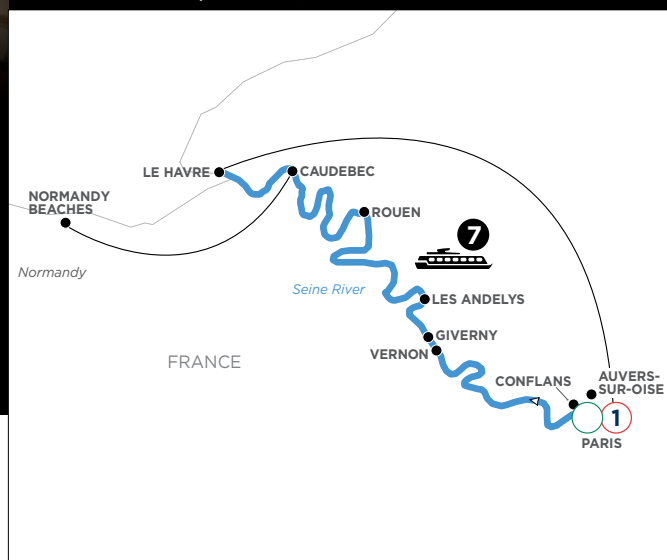 LE HAVRE
CAUDEBEC
NORMANDY
BEACHES
ROUEN
7
Normandy
Seine River
LES ANDELYS
GIVERNY
VERNON
FRANCE
CONFLANS
AUVERS-
SUR-OISE
1
PARIS